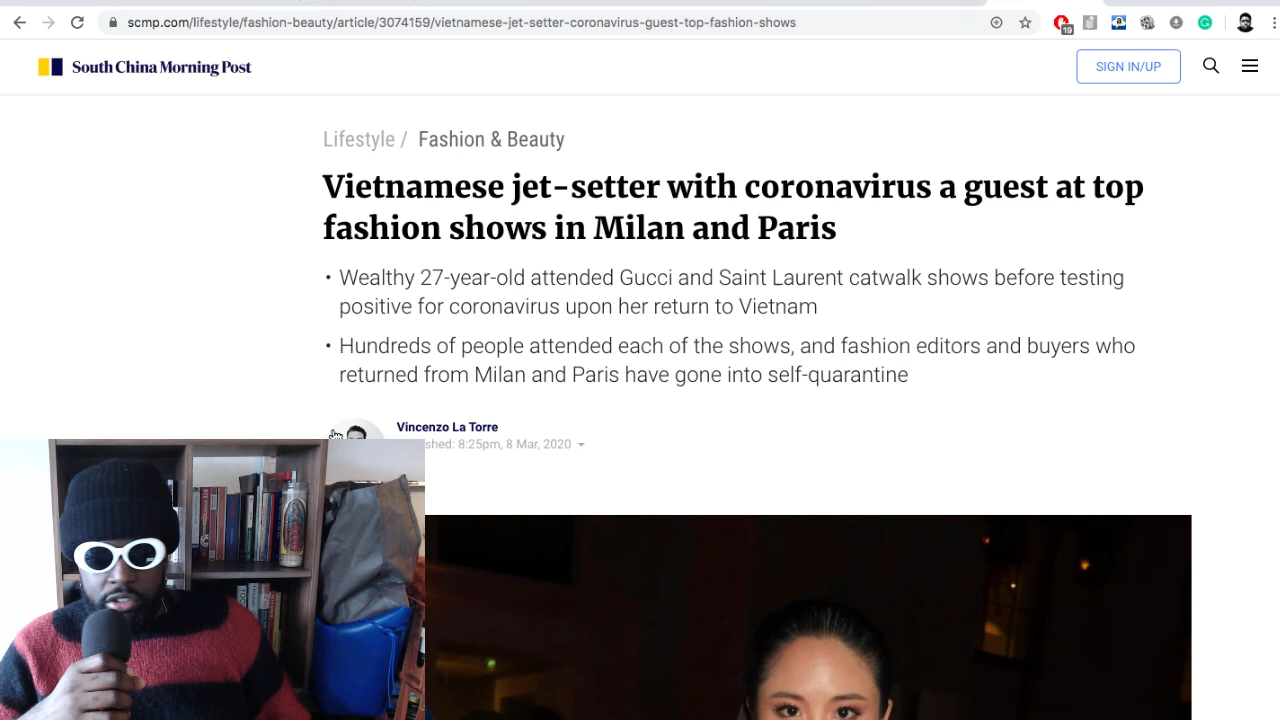 scmp.com/lifestyle/fashion-beauty/article/3074159/vietnamese-jet-setter-coronavirus-guest-top-fashion-shows
19
South China Morning Post
SIGN IN/UP
Lifestyle / Fashion & Beauty
Vietnamese jet-setter with coronavirus a guest at top
fashion shows in Milan and Paris
• Wealthy 27-year-old attended Gucci and Saint Laurent catwalk shows before testing
positive for coronavirus upon her return to Vietnam
• Hundreds of people attended each of the shows, and fashion editors and buyers who
returned from Milan and Paris have gone into self-quarantine
Vincenzo La Torre
shed: 8:25pm, 8 Mar, 2020